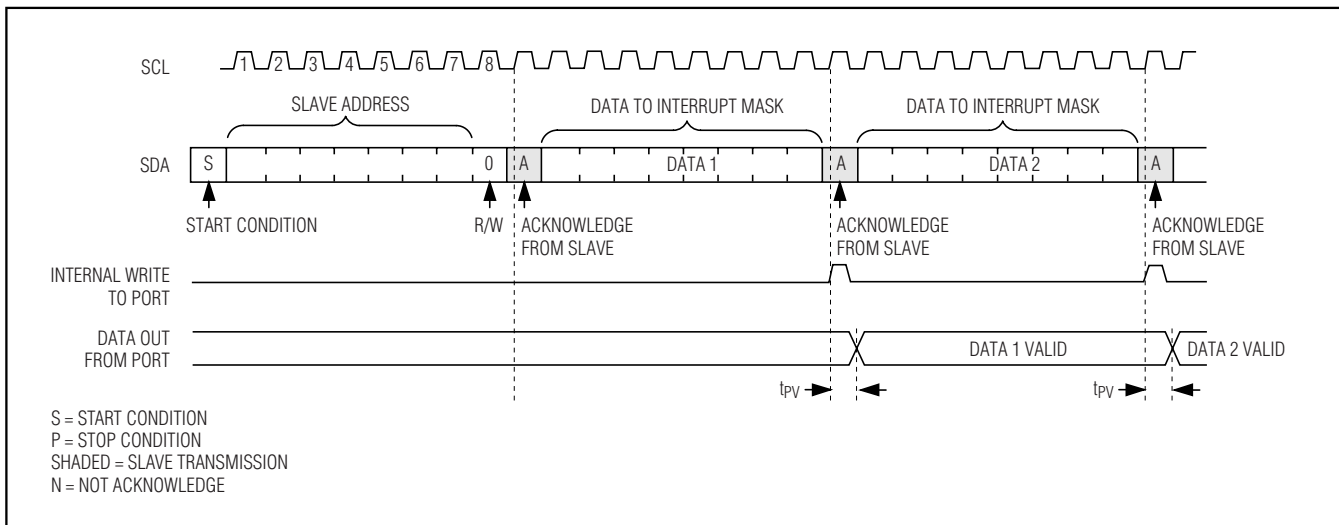 SCL 1 2 3 4 5 6 7 8
SLAVE ADDRESS DATA TO INTERRUPT MASK DATA TO INTERRUPT MASK
SDA S 0 A DATA 1 A DATA 2 A
START CONDITION R/W ACKNOWLEDGE FROM SLAVE ACKNOWLEDGE FROM SLAVE ACKNOWLEDGE FROM SLAVE
INTERNAL WRITE
TO PORT
DATA OUT
FROM PORT
DATA 1 VALID DATA 2 VALID
tPV tPV
S = START CONDITION
P = STOP CONDITION
SHADED = SLAVE TRANSMISSION
N = NOT ACKNOWLEDGE